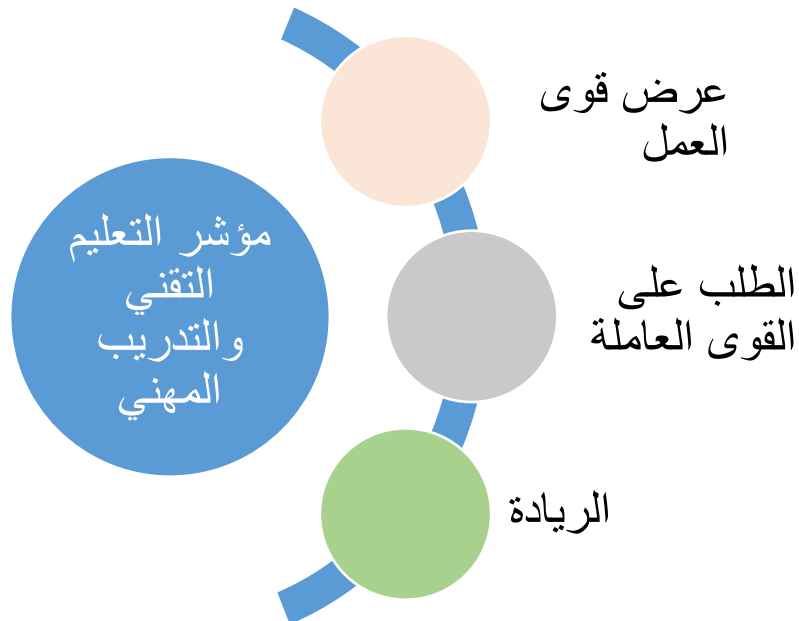 مؤشر التعليم
التقني
والتدريب
المهني
عرض قوى
العمل
الطلب على
القوى العاملة
الريادة